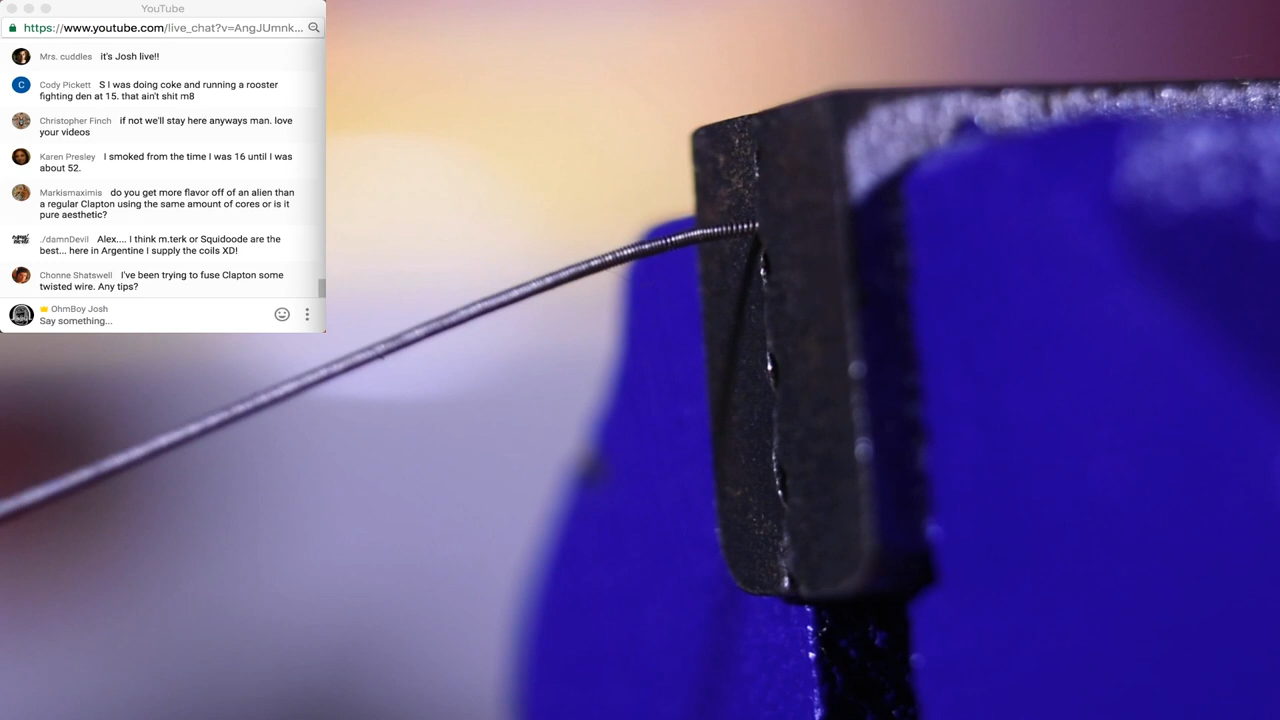 YouTube
https://www.youtube.com/live_chat?v=AngJUmnk...
Mrs. cuddles it's Josh live!!
C Cody Pickett S I was doing coke and running a rooster
fighting den at 15. that ain't shit m8
Christopher Finch if not we'll stay here anyways man. love
your videos
Karen Presley I smoked from the time I was 16 until I was
about 52.
Markismaximis do you get more flavor off of an alien than
a regular Clapton using the same amount of cores or is it
pure aesthetic?
./damnDevil Alex.... I think m.terk or Squidoode are the
best... here in Argentine I supply the coils XD!
Chonne Shatswell I've been trying to fuse Clapton some
twisted wire. Any tips?
OhmBoy Josh
Say something...